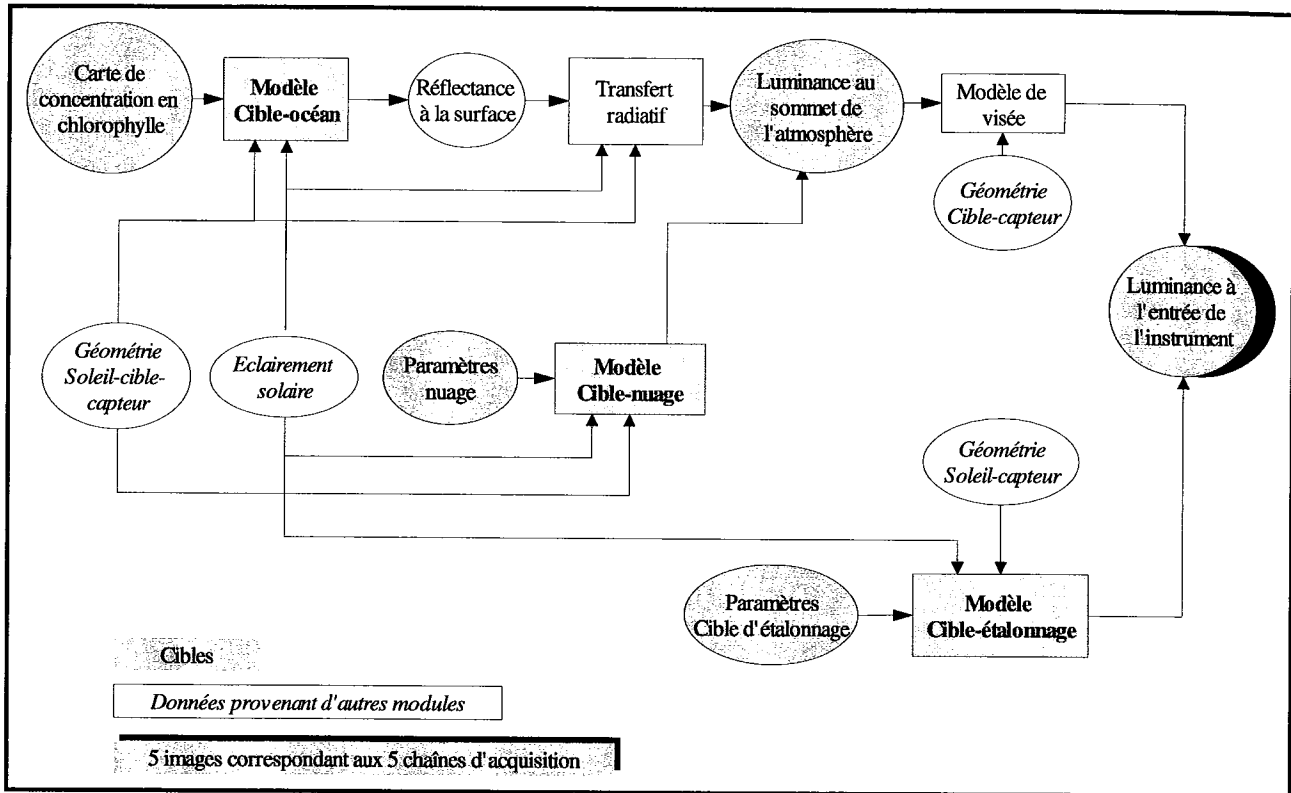 Carte de
concentration en
chlorophylle
Modèle
Cible-océan
Réflectance
à la surface
Transfert
radiatif
Luminance au
sommet de
l'atmosphère
Modèle de
visée
Géométrie
Cible-capteur
Luminance à
l'entrée de
l'instrument
Géométrie
Soleil-cible-
capteur
Eclairement
solaire
Paramètres
nuage
Modèle
Cible-nuage
Géométrie
Soleil-capteur
Paramètres
Cible d'étalonnage
Modèle
Cible-étalonnage
Cibles
Données provenant d'autres modules
5 images correspondant aux 5 chaînes d'acquisition